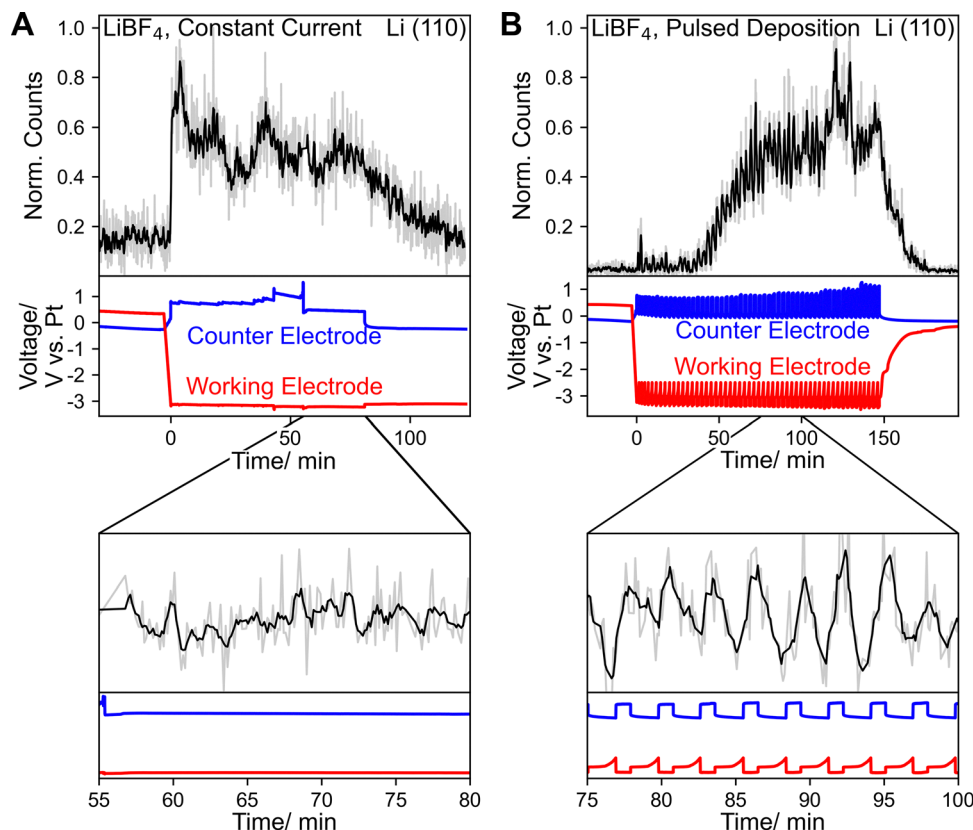 A
LiBF₄, Constant Current Li (110)
1.0
0.8
0.6
0.4
0.2
Norm. Counts
1
0
-1
-2
-3
Voltage/
V vs. Pt
Counter Electrode
Working Electrode
0 50 100
Time/ min
55 60 65 70 75 80
Time/ min
B
LiBF₄, Pulsed Deposition Li (110)
1.0
0.8
0.6
0.4
0.2
Norm. Counts
1
0
-1
-2
-3
Voltage/
V vs. Pt
Counter Electrode
Working Electrode
0 50 100 150
Time/ min
75 80 85 90 95 100
Time/ min